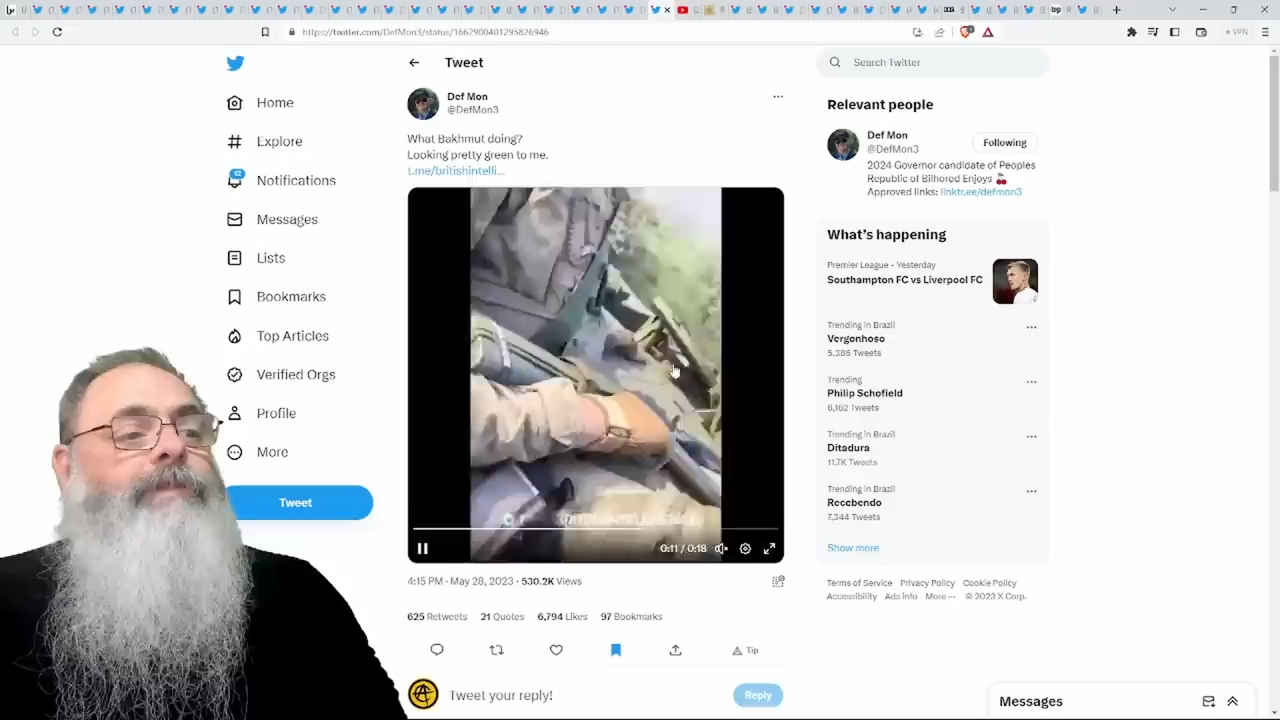 https://twitter.com/DefMon3/status/1662900401295826946
VPN
Home
Explore
12
Notifications
Messages
Lists
Bookmarks
Top Articles
Verified Orgs
Profile
More
Tweet
Tweet
Def Mon
@DefMon3
What Bakhmut doing?
Looking pretty green to me.
t.me/britishintelli...
0:11 / 0:18
4:15 PM · May 28, 2023 · 530.2K Views
625 Retweets 21 Quotes 6,794 Likes 97 Bookmarks
Tip
Tweet your reply!
Reply
Search Twitter
Relevant people
Def Mon
@DefMon3
Following
2024 Governor candidate of Peoples
Republic of Bilhorod Enjoys
Approved links: linktr.ee/defmon3
What's happening
Premier League · Yesterday
Southampton FC vs Liverpool FC
Trending in Brazil
Vergonhoso
5,385 Tweets
Trending
Philip Schofield
6,162 Tweets
Trending in Brazil
Ditadura
11.7K Tweets
Trending in Brazil
Recebendo
7,344 Tweets
Show more
Terms of Service Privacy Policy Cookie Policy
Accessibility Ads info More ··· © 2023 X Corp.
Messages